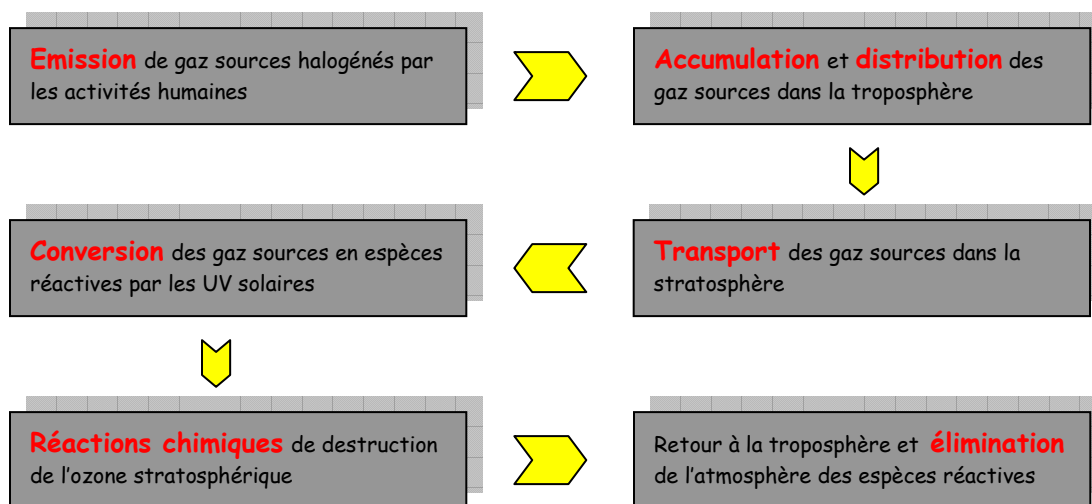 Emission de gaz sources halogénés par
les activités humaines
Accumulation et distribution des
gaz sources dans la troposphère
Transport des gaz sources dans la
stratosphère
Conversion des gaz sources en espèces
réactives par les UV solaires
Réactions chimiques de destruction
de l'ozone stratosphérique
Retour à la troposphère et élimination
de l'atmosphère des espèces réactives